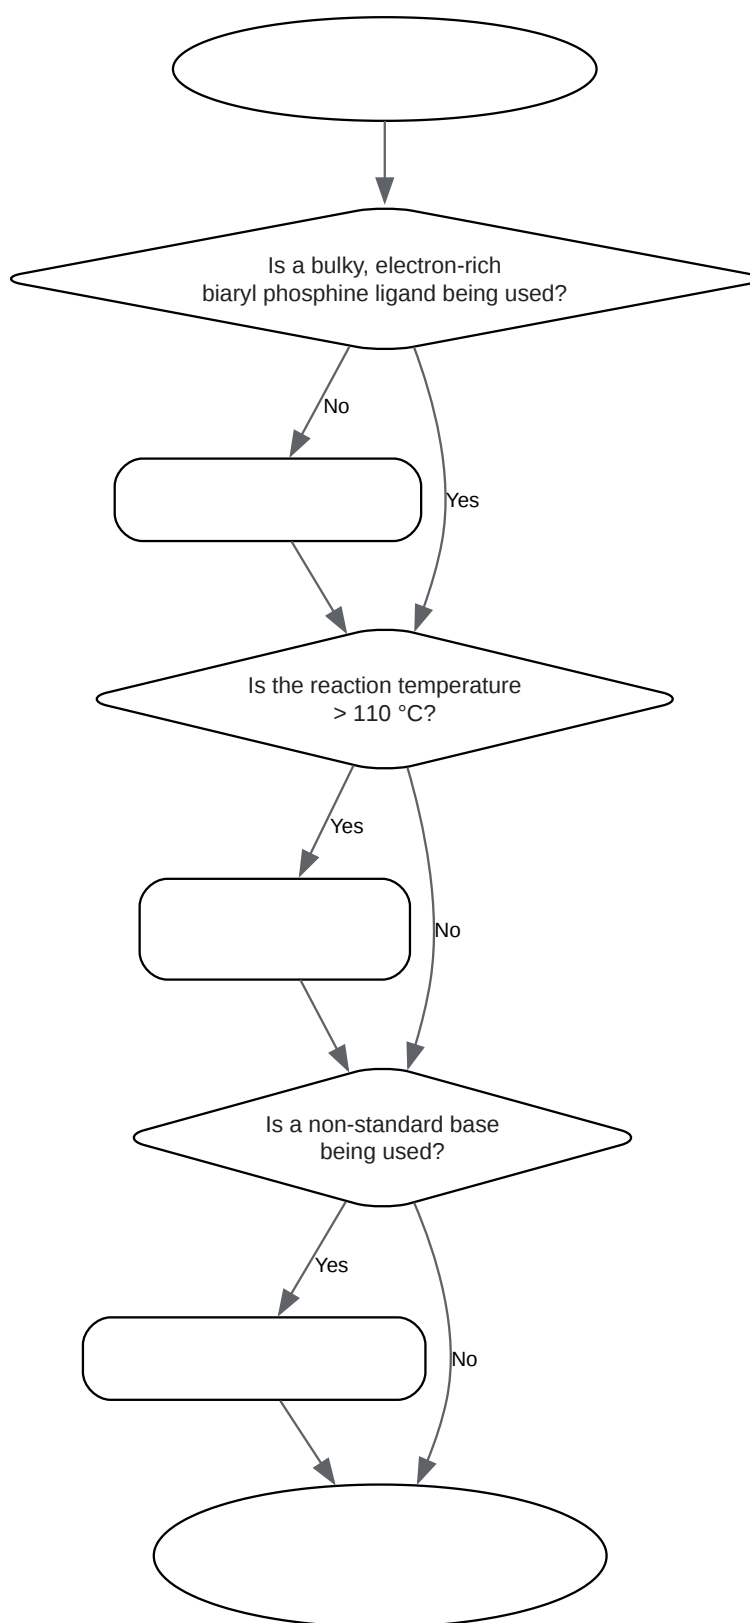 Is a bulky, electron-rich
biaryl phosphine ligand being used?
No
Yes
Is the reaction temperature
> 110 °C?
Yes
No
Is a non-standard base
being used?
Yes
No